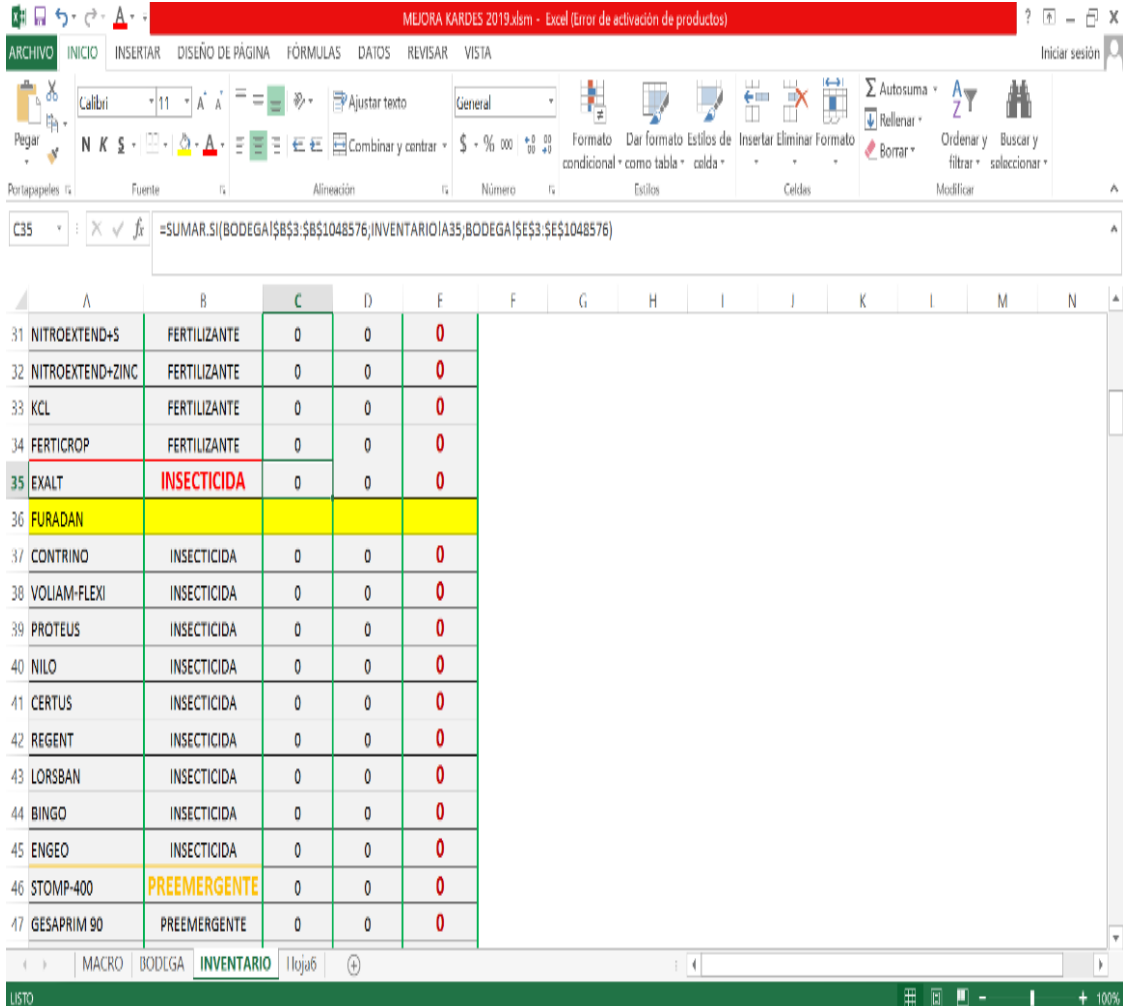 MEJORA KARDES 2019.xlsm - Excel (Error de activación de productos)
ARCHIVO INICIO INSERTAR DISEÑO DE PÁGINA FÓRMULAS DATOS REVISAR VISTA Iniciar sesión
Pegar
Calibri 11
N K S
Ajustar texto
Combinar y centrar
General
$ % 000
Formato condicional
Dar formato como tabla
Estilos de celda
Insertar Eliminar Formato
Autosuma
Rellenar
Borrar
Ordenar y filtrar
Buscar y seleccionar
Portapapeles Fuente Alineación Número Estilos Celdas Modificar
C35 fx =SUMAR.SI(BODEGA!$B$3:$B$1048576;INVENTARIO!A35;BODEGA!$E$3:$E$1048576)
A B C D E F G H I J K L M N
31 NITROEXTEND+S FERTILIZANTE 0 0 0
32 NITROEXTEND+ZINC FERTILIZANTE 0 0 0
33 KCL FERTILIZANTE 0 0 0
34 FERTICROP FERTILIZANTE 0 0 0
35 EXALT INSECTICIDA 0 0 0
36 FURADAN
37 CONTRINO INSECTICIDA 0 0 0
38 VOLIAM-FLEXI INSECTICIDA 0 0 0
39 PROTEUS INSECTICIDA 0 0 0
40 NILO INSECTICIDA 0 0 0
41 CERTUS INSECTICIDA 0 0 0
42 REGENT INSECTICIDA 0 0 0
43 LORSBAN INSECTICIDA 0 0 0
44 BINGO INSECTICIDA 0 0 0
45 ENGEO INSECTICIDA 0 0 0
46 STOMP-400 PREEMERGENTE 0 0 0
47 GESAPRIM 90 PREEMERGENTE 0 0 0
MACRO BODEGA INVENTARIO Hoja6
LISTO 100%